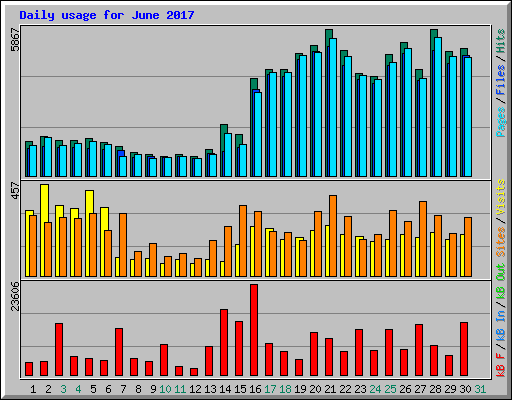 Daily usage for June 2017
5867
Pages / Files / Hits
457
Sites / Visits
23606
kB F / kB In / kB Out
1 2 3 4 5 6 7 8 9 10 11 12 13 14 15 16 17 18 19 20 21 22 23 24 25 26 27 28 29 30 31